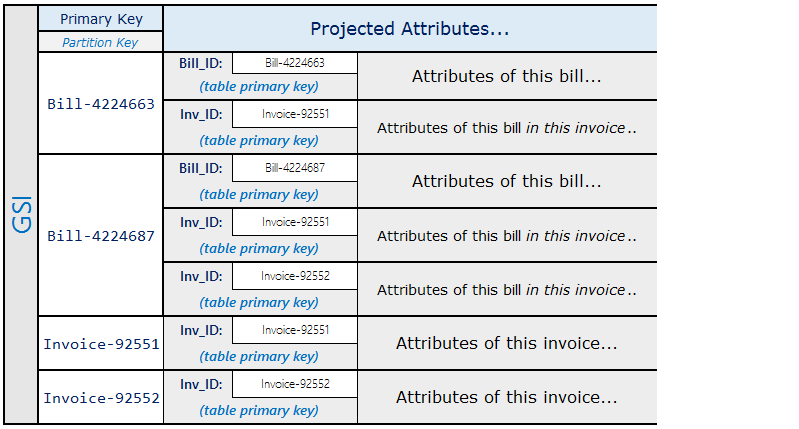 GSI
Primary Key
Partition Key
Projected Attributes...
Bill-4224663
Bill_ID: Bill-4224663
(table primary key)
Attributes of this bill...
Inv_ID: Invoice-92551
(table primary key)
Attributes of this bill in this invoice..
Bill-4224687
Bill_ID: Bill-4224687
(table primary key)
Attributes of this bill...
Inv_ID: Invoice-92551
(table primary key)
Attributes of this bill in this invoice..
Inv_ID: Invoice-92552
(table primary key)
Attributes of this bill in this invoice..
Invoice-92551
Inv_ID: Invoice-92551
(table primary key)
Attributes of this invoice...
Invoice-92552
Inv_ID: Invoice-92552
(table primary key)
Attributes of this invoice...